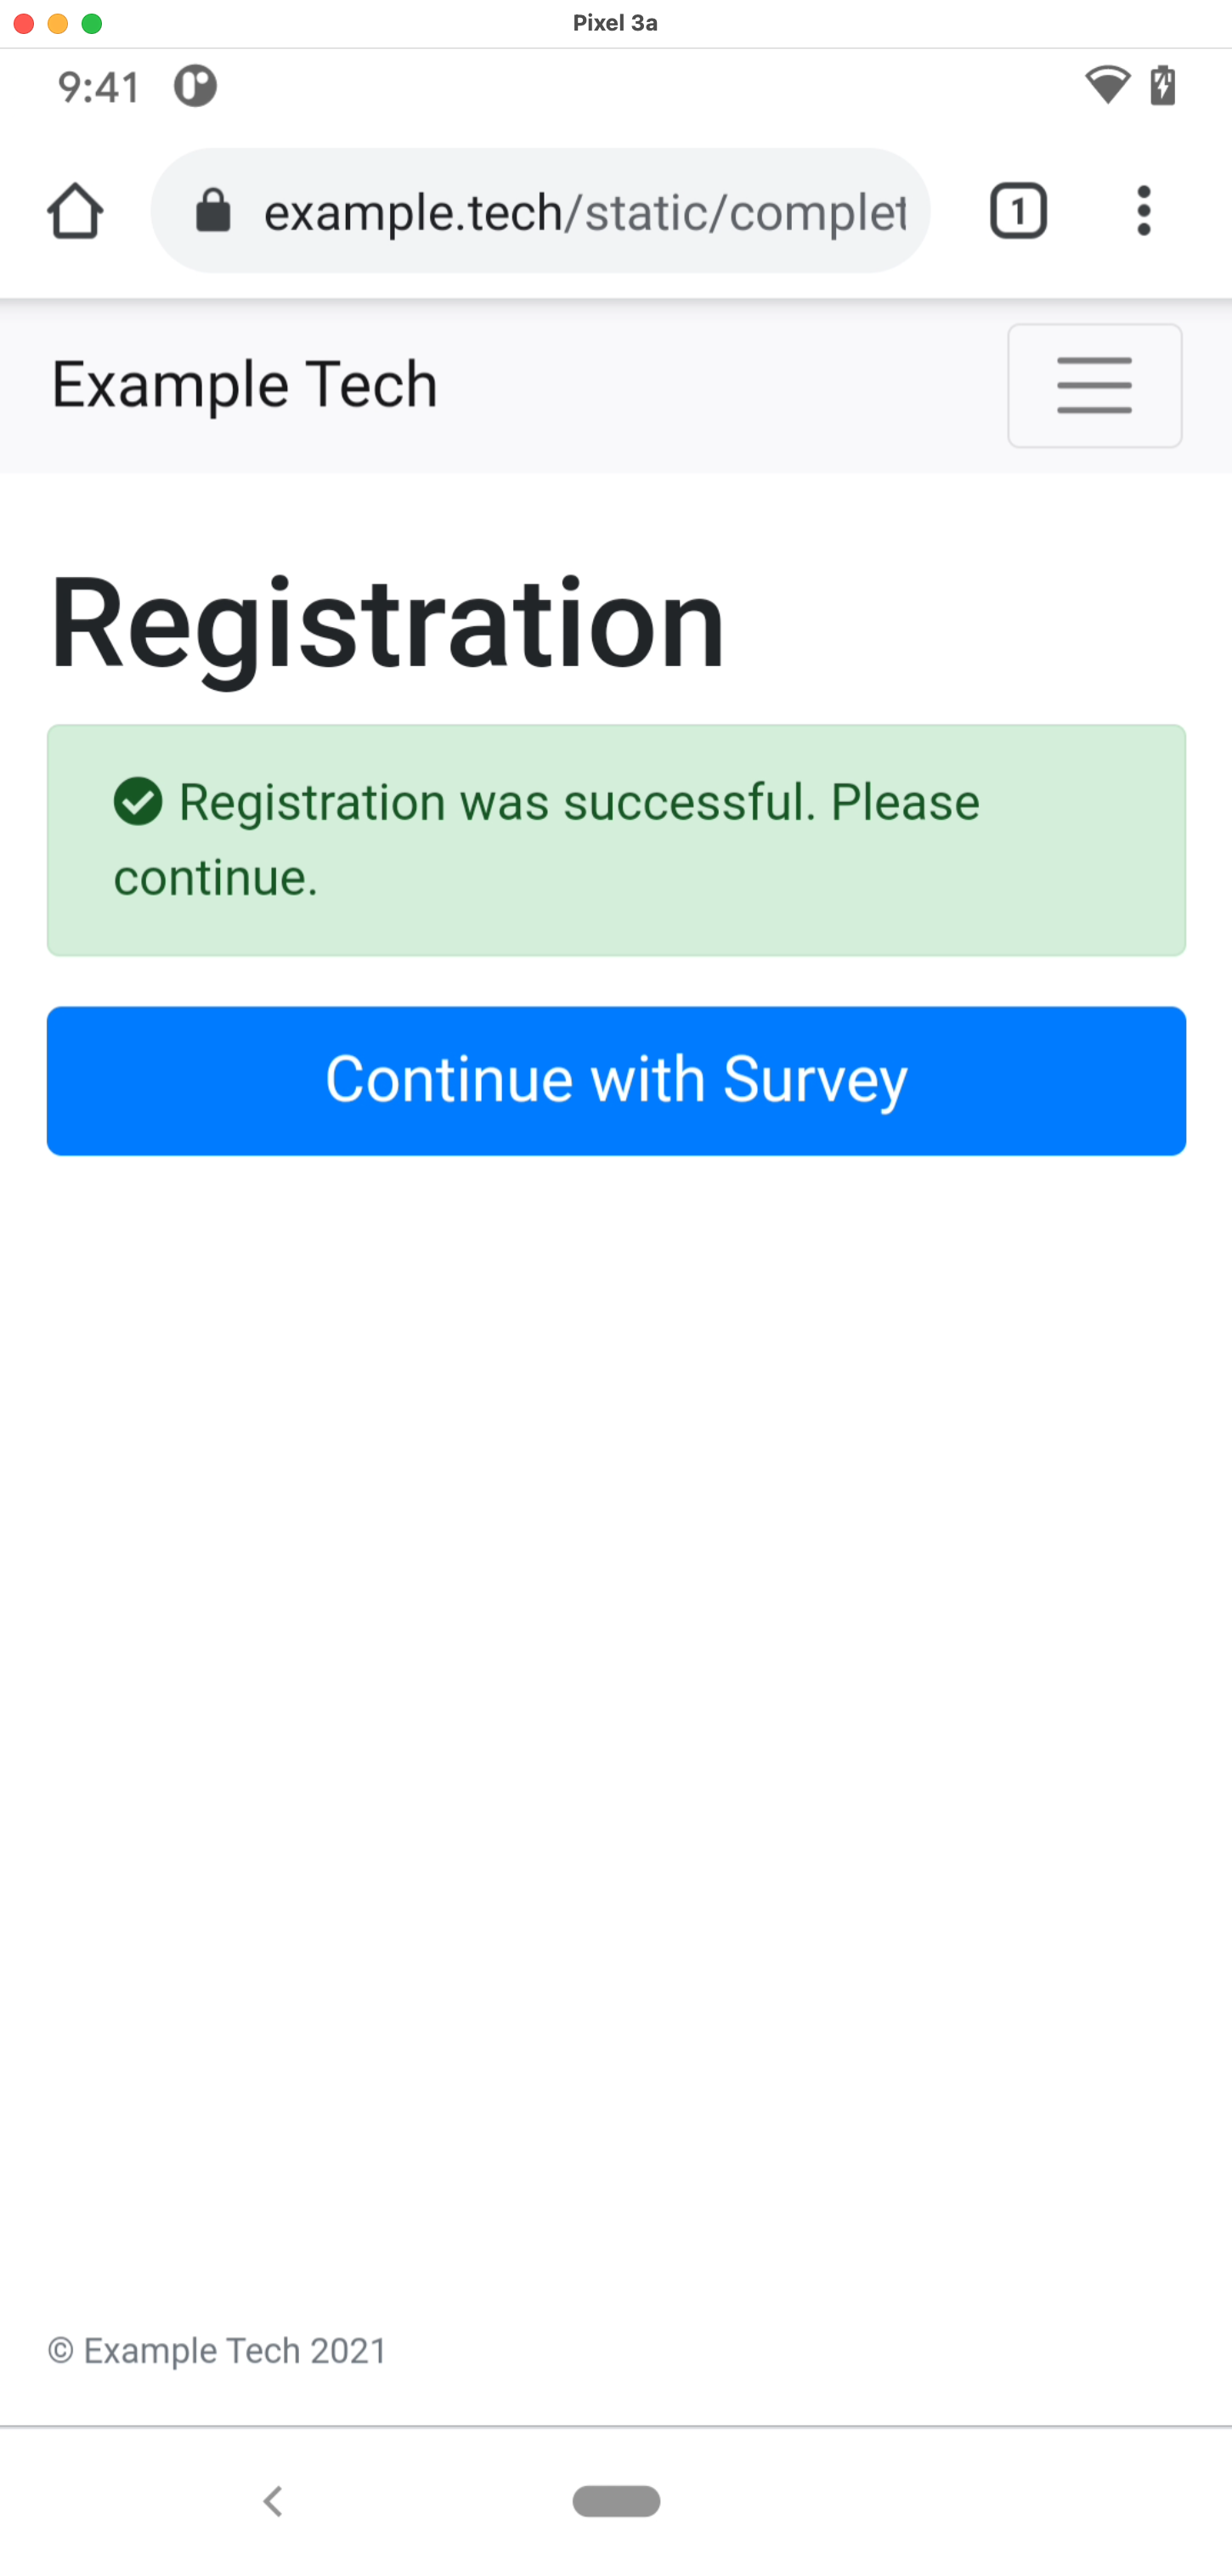 Pixel 3a
9:41
example.tech/static/complet
1
Example Tech
Registration
Registration was successful. Please
continue.
Continue with Survey
© Example Tech 2021